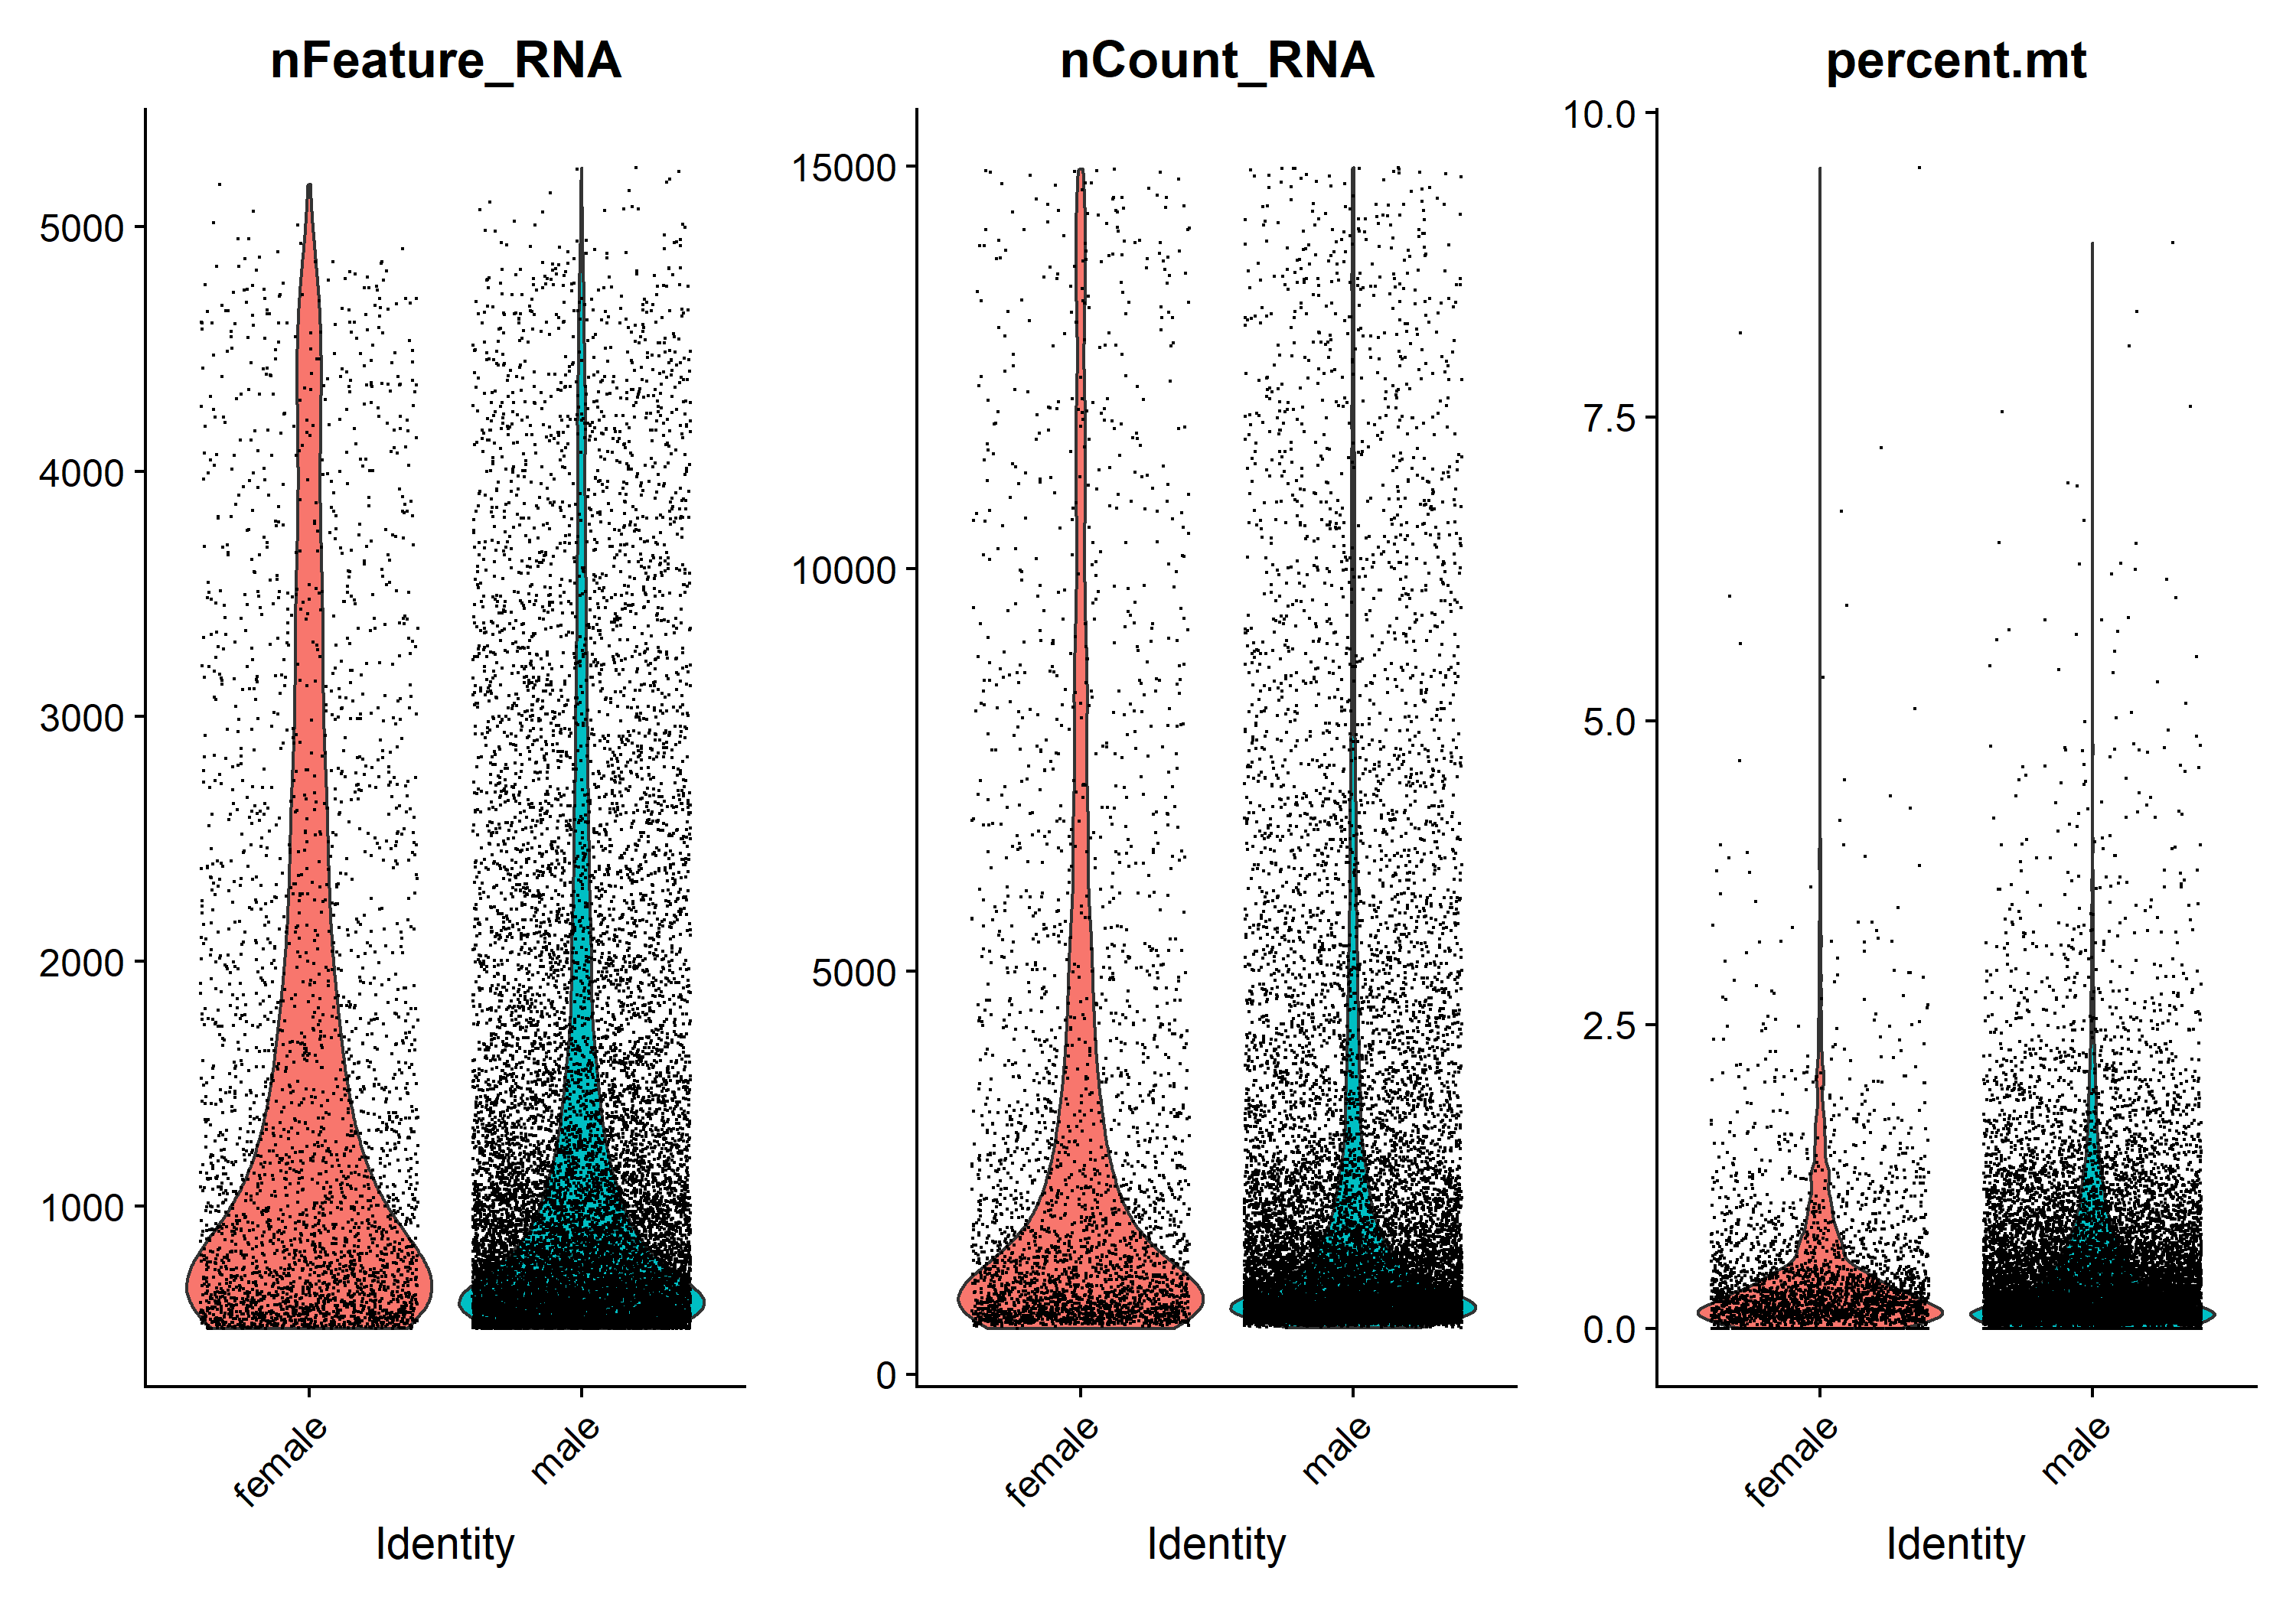 nFeature_RNA
5000
4000
3000
2000
1000
female
male
Identity
nCount_RNA
15000
10000
5000
0
female
male
Identity
percent.mt
10.0
7.5
5.0
2.5
0.0
female
male
Identity